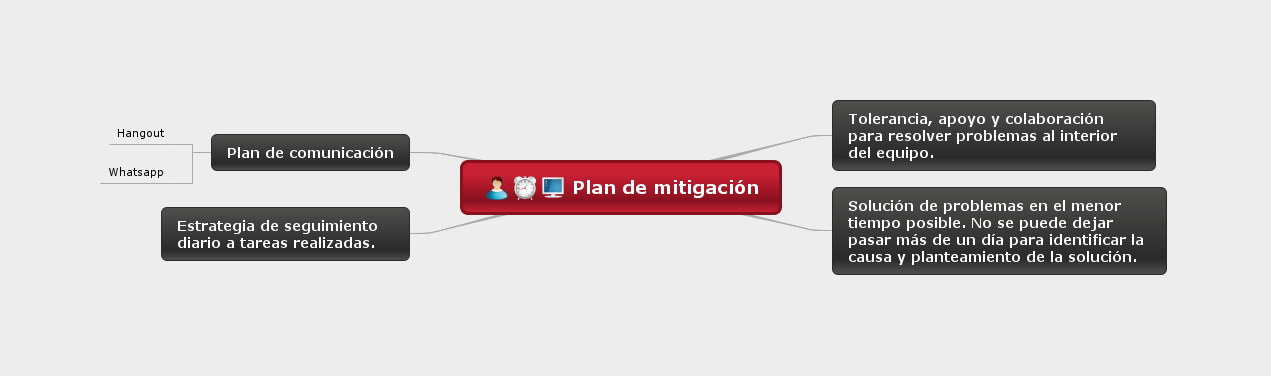 Plan de mitigación
Tolerancia, apoyo y colaboración
para resolver problemas al interior
del equipo.
Solución de problemas en el menor
tiempo posible. No se puede dejar
pasar más de un día para identificar la
causa y planteamiento de la solución.
Plan de comunicación
Hangout
Whatsapp
Estrategia de seguimiento
diario a tareas realizadas.